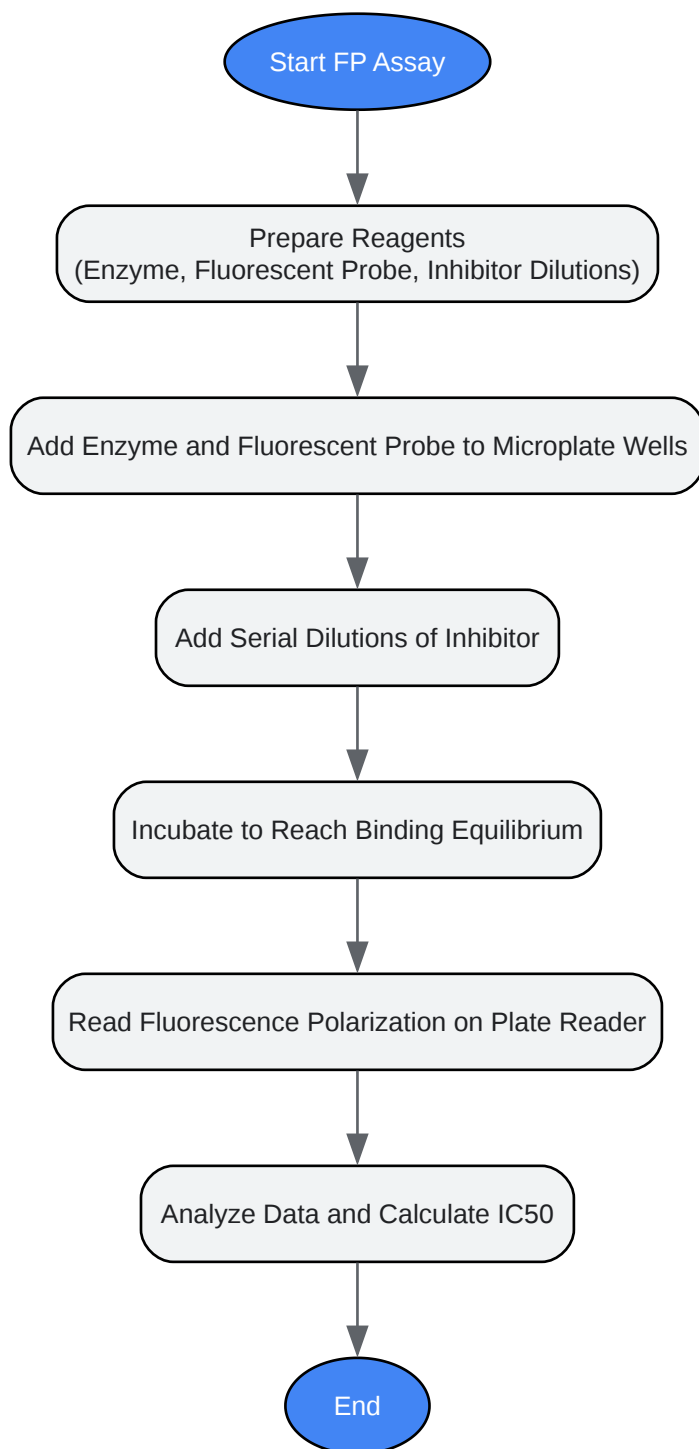 Start FP Assay
Prepare Reagents
(Enzyme, Fluorescent Probe, Inhibitor Dilutions)
Add Enzyme and Fluorescent Probe to Microplate Wells
Add Serial Dilutions of Inhibitor
Incubate to Reach Binding Equilibrium
Read Fluorescence Polarization on Plate Reader
Analyze Data and Calculate IC50
End